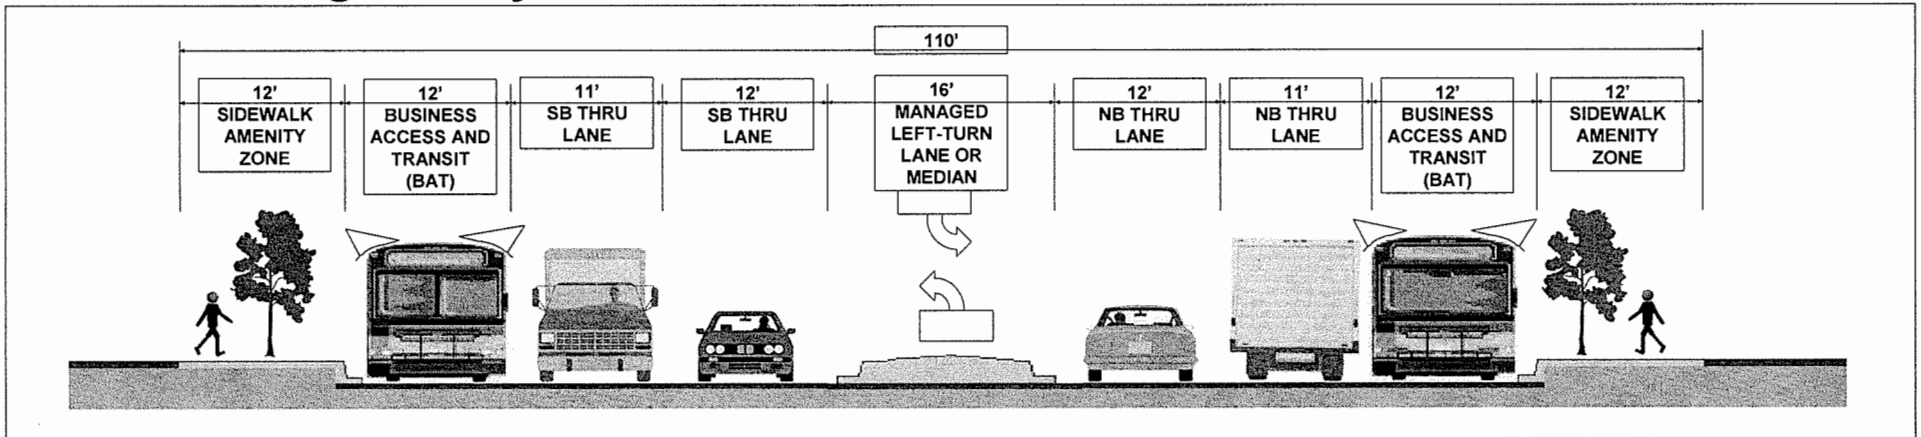 110'
12'
SIDEWALK
AMENITY
ZONE
12'
BUSINESS
ACCESS AND
TRANSIT
(BAT)
11'
SB THRU
LANE
12'
SB THRU
LANE
16'
MANAGED
LEFT-TURN
LANE OR
MEDIAN
12'
NB THRU
LANE
11'
NB THRU
LANE
12'
BUSINESS
ACCESS AND
TRANSIT
(BAT)
12'
SIDEWALK
AMENITY
ZONE